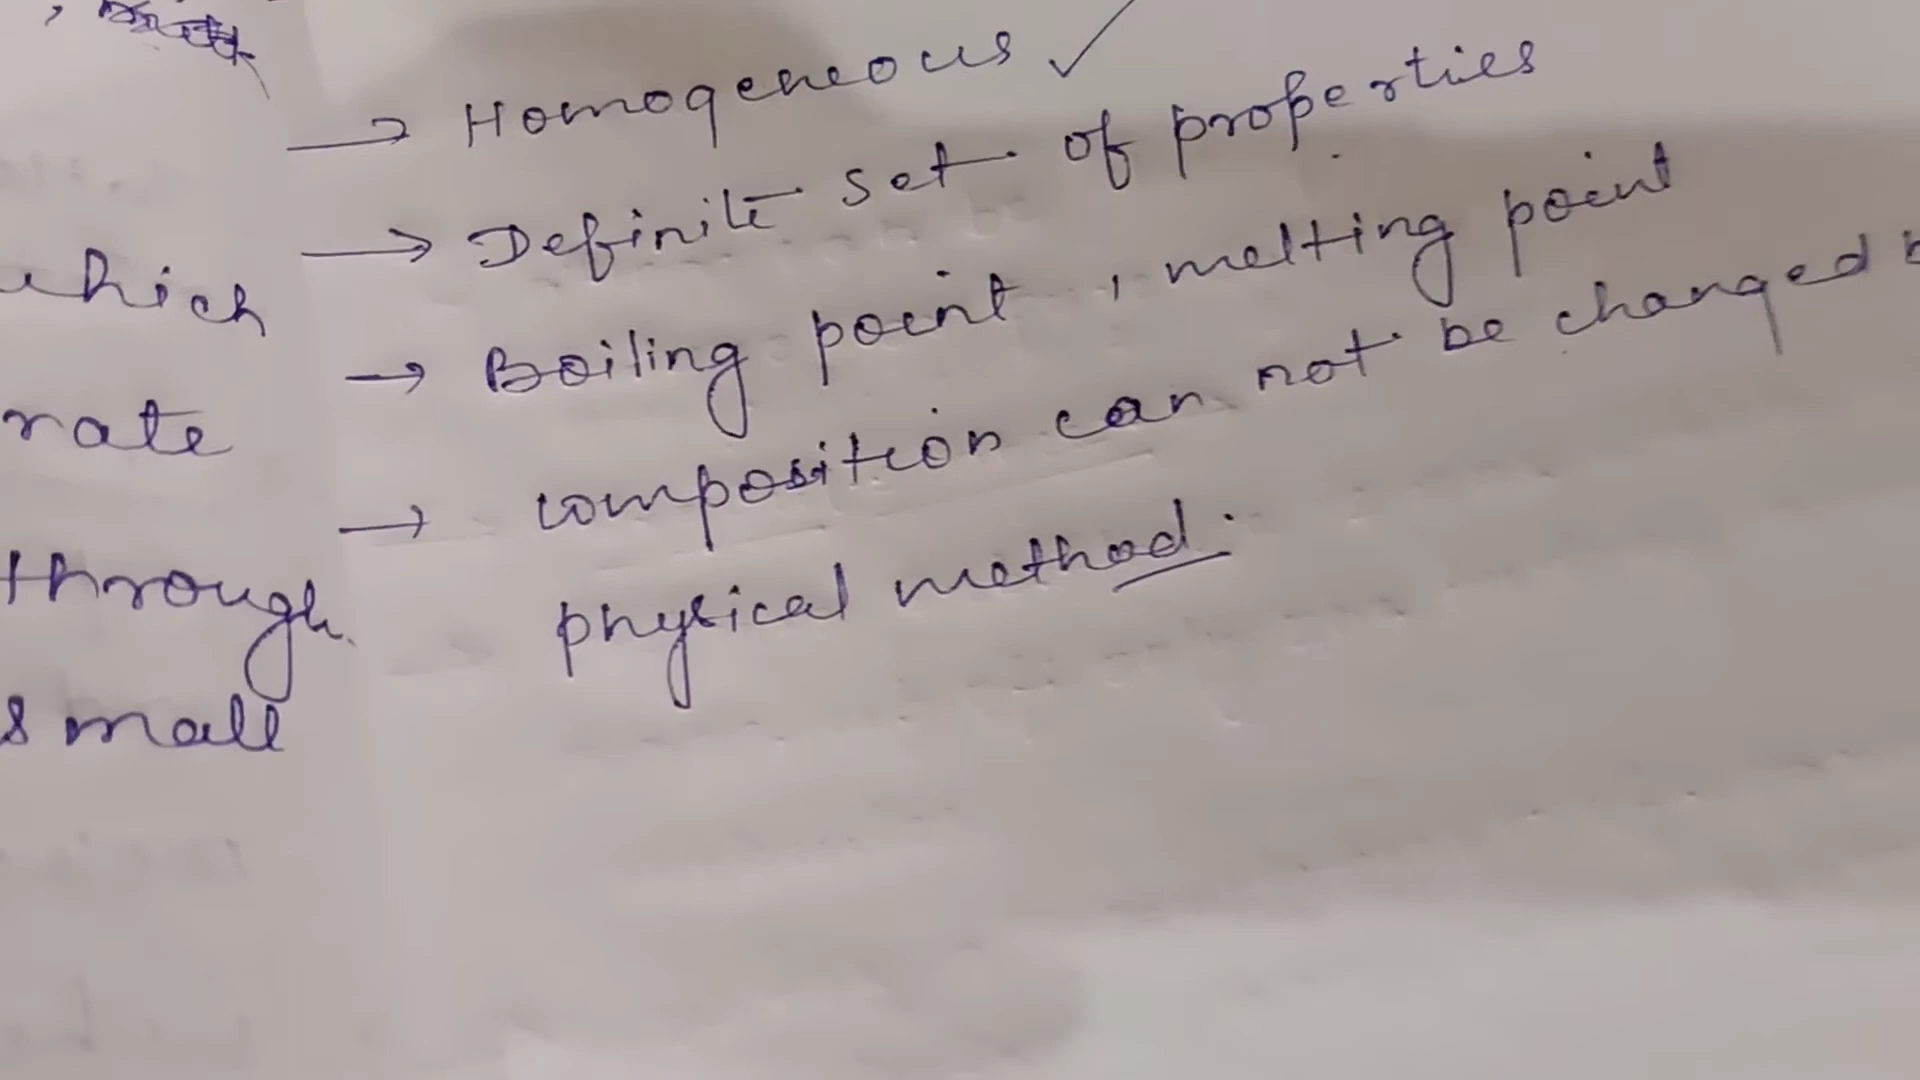 → Homogeneous ✓
→ Definite set of properties
which
→ Boiling point, melting point
rate
→ composition can not be changed
physical method.
through
small